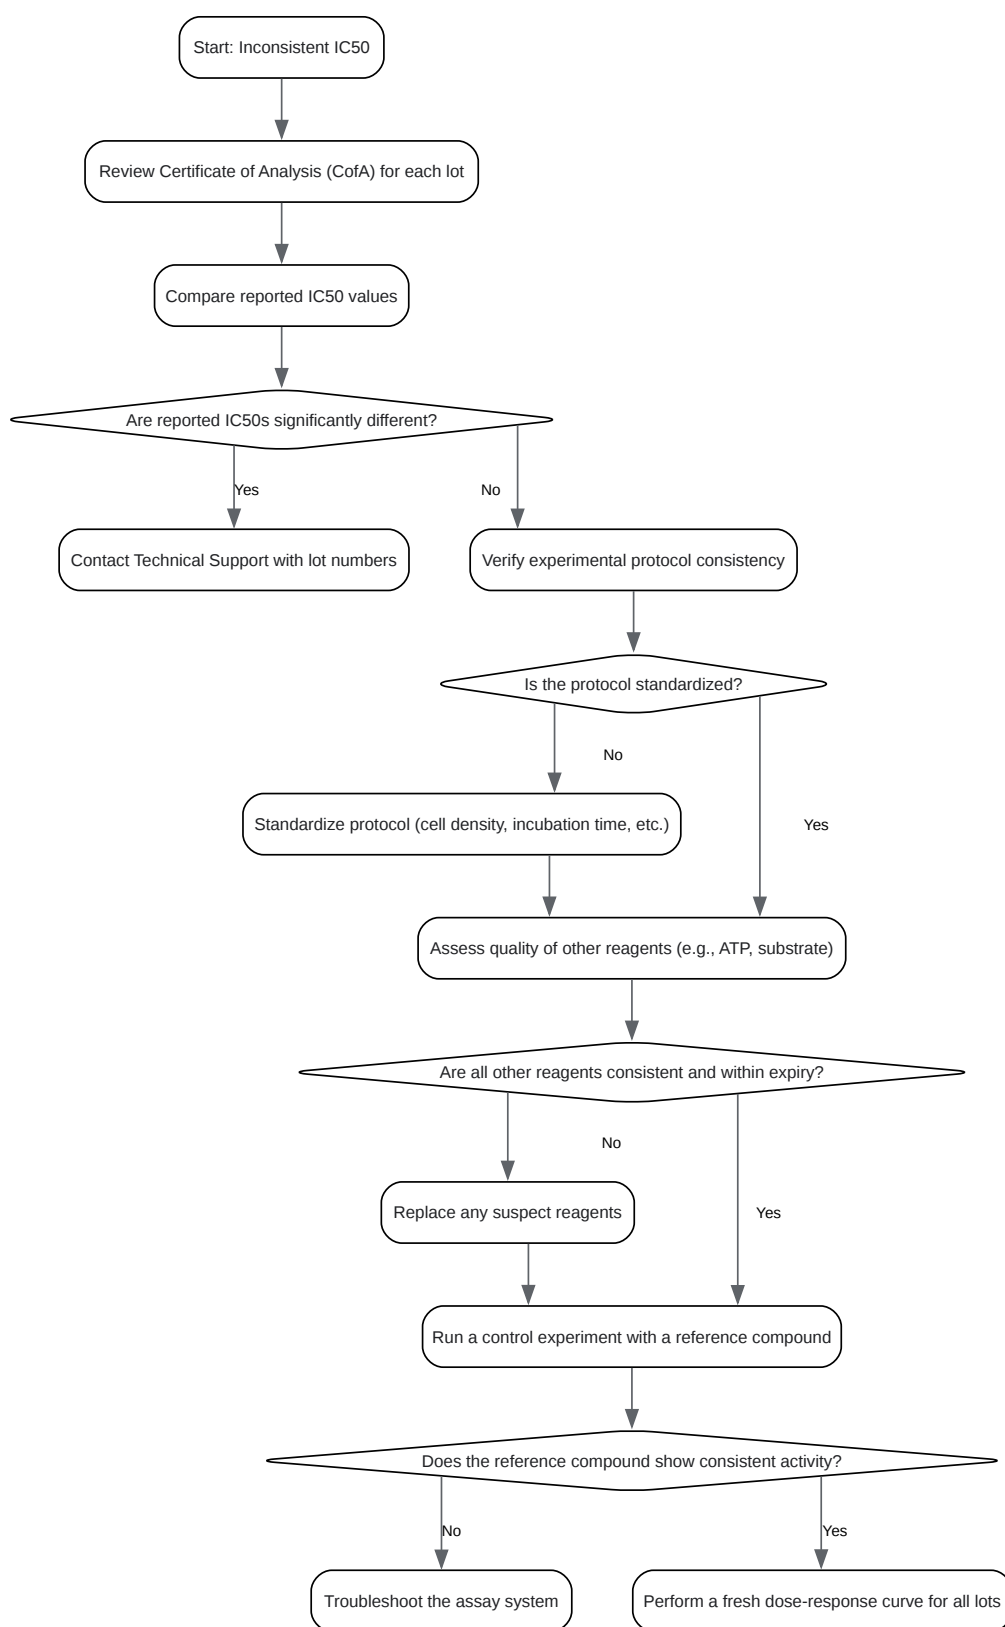 Start: Inconsistent IC50
Review Certificate of Analysis (CofA) for each lot
Compare reported IC50 values
Are reported IC50s significantly different?
Yes
No
Contact Technical Support with lot numbers
Verify experimental protocol consistency
Is the protocol standardized?
No
Standardize protocol (cell density, incubation time, etc.)
Yes
Assess quality of other reagents (e.g., ATP, substrate)
Are all other reagents consistent and within expiry?
No
Replace any suspect reagents
Yes
Run a control experiment with a reference compound
Does the reference compound show consistent activity?
No
Yes
Troubleshoot the assay system
Perform a fresh dose-response curve for all lots